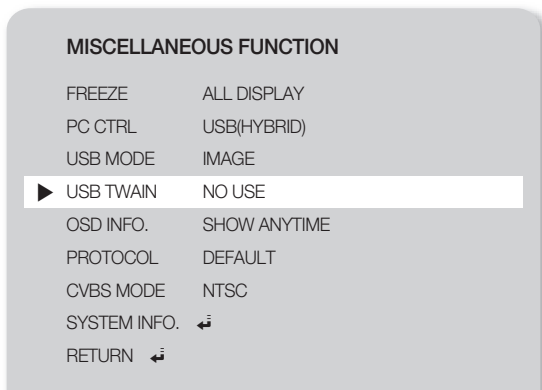 MISCELLANEOUS FUNCTION
FREEZE ALL DISPLAY
PC CTRL USB(HYBRID)
USB MODE IMAGE
USB TWAIN NO USE
OSD INFO. SHOW ANYTIME
PROTOCOL DEFAULT
CVBS MODE NTSC
SYSTEM INFO.
RETURN